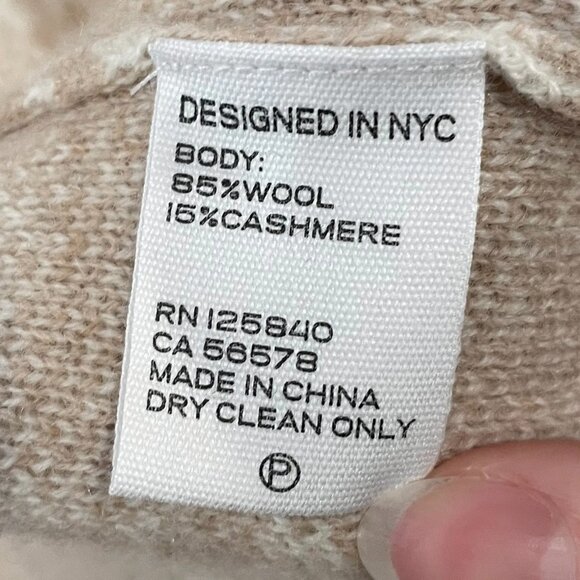 DESIGNED IN NYC
BODY:
85%WOOL
15%CASHMERE
RN 125840
CA 56578
MADE IN CHINA
DRY CLEAN ONLY
P